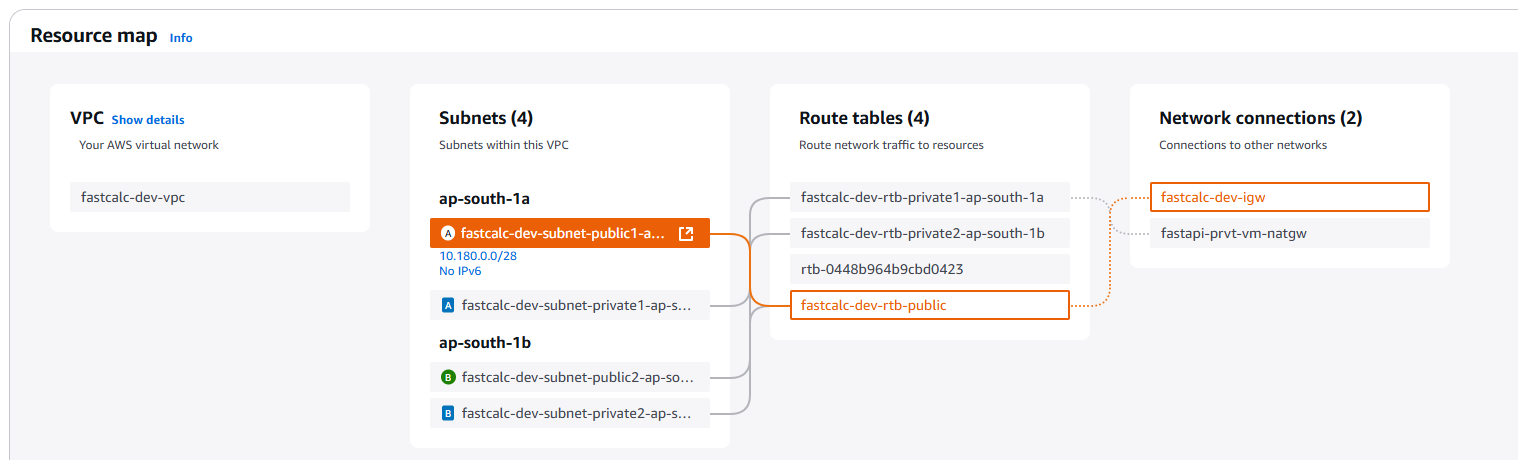 Resource map Info
VPC Show details
Your AWS virtual network
fastcalc-dev-vpc
Subnets (4)
Subnets within this VPC
ap-south-1a
A fastcalc-dev-subnet-public1-a...
10.180.0.0/28
No IPv6
A fastcalc-dev-subnet-private1-ap-s...
ap-south-1b
B fastcalc-dev-subnet-public2-ap-so...
B fastcalc-dev-subnet-private2-ap-s...
Route tables (4)
Route network traffic to resources
fastcalc-dev-rtb-private1-ap-south-1a
fastcalc-dev-rtb-private2-ap-south-1b
rtb-0448b964b9cbd0423
fastcalc-dev-rtb-public
Network connections (2)
Connections to other networks
fastcalc-dev-igw
fastapi-prvt-vm-natgw